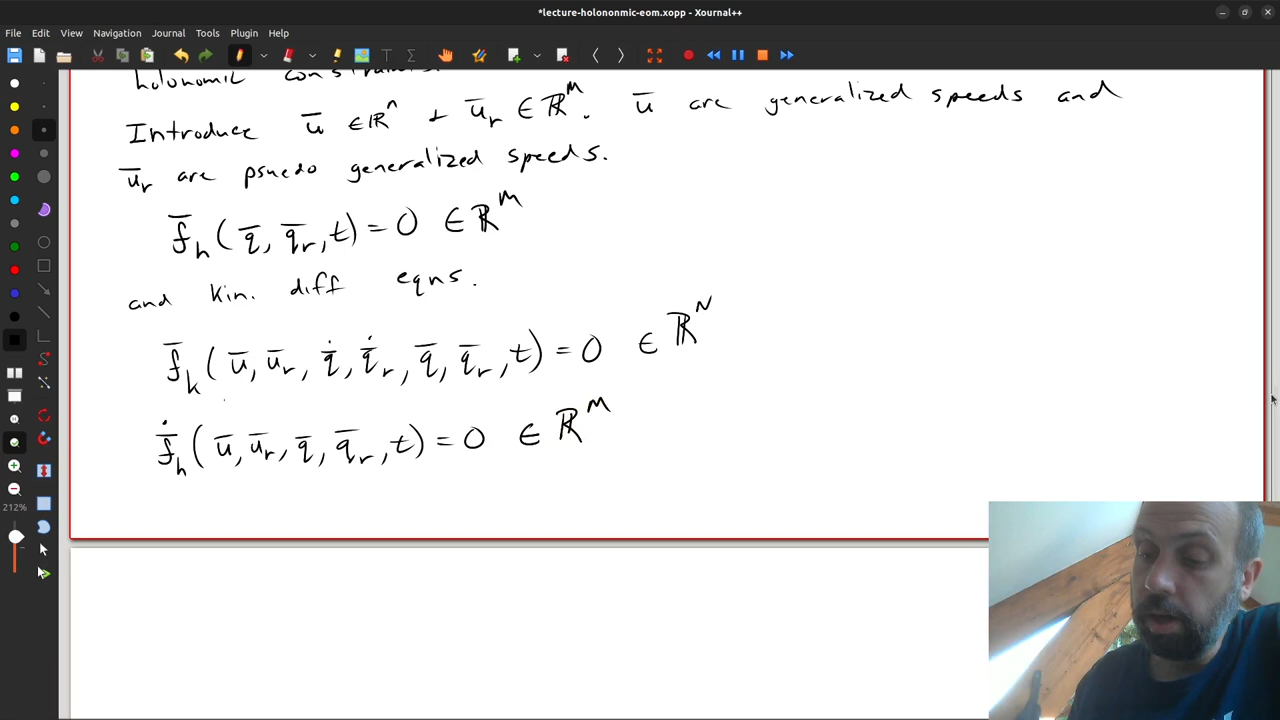 *lecture-holononmic-eom.xopp - Xournal++
File Edit View Navigation Journal Tools Plugin Help
holonomic constraints.
Introduce ū ∈ ℝⁿ + ū_r ∈ ℝᴹ. ū are generalized speeds and
ū_r are psuedo generalized speeds.
f̄_h(q̄, q̄_r, t) = 0 ∈ ℝᴹ
and kin. diff eqns.
f̄_k(ū, ū_r, q̄̇, q̄̇_r, q̄, q̄_r, t) = 0 ∈ ℝᴺ
f̄̇_h(ū, ū_r, q̄, q̄_r, t) = 0 ∈ ℝᴹ
212%